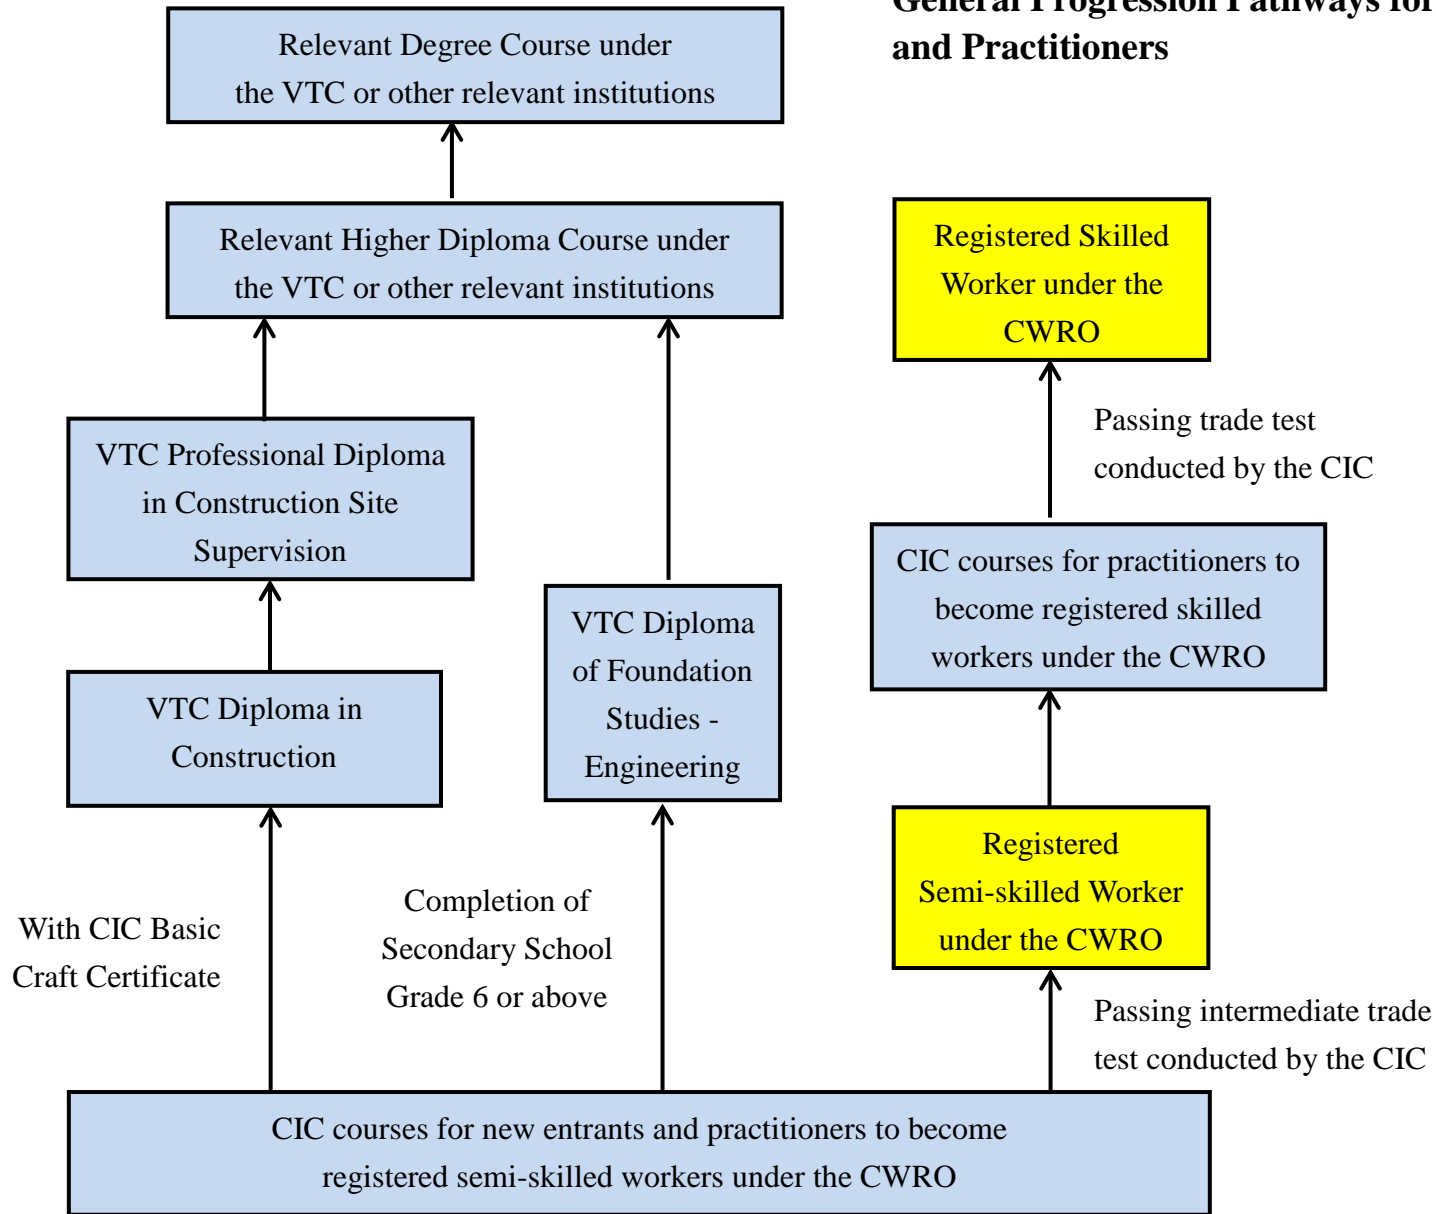 General Progression Pathways for
and Practitioners
Relevant Degree Course under
the VTC or other relevant institutions
Relevant Higher Diploma Course under
the VTC or other relevant institutions
Registered Skilled
Worker under the
CWRO
Passing trade test
conducted by the CIC
VTC Professional Diploma
in Construction Site
Supervision
CIC courses for practitioners to
become registered skilled
workers under the CWRO
VTC Diploma
of Foundation
Studies -
Engineering
VTC Diploma in
Construction
Registered
Semi-skilled Worker
under the CWRO
With CIC Basic
Craft Certificate
Completion of
Secondary School
Grade 6 or above
Passing intermediate trade
test conducted by the CIC
CIC courses for new entrants and practitioners to become
registered semi-skilled workers under the CWRO